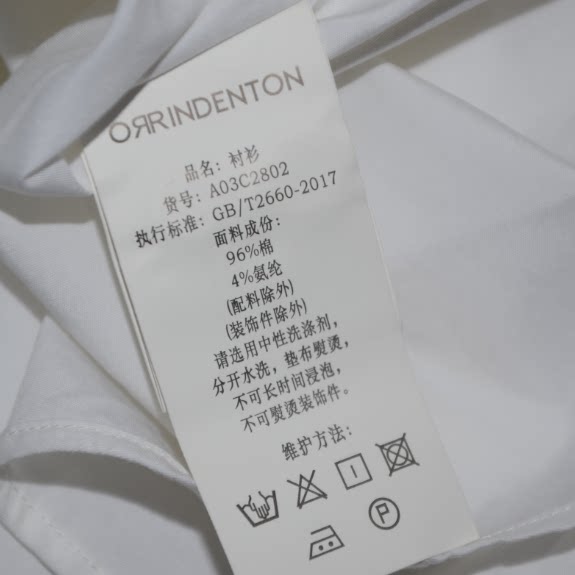 OЯRINDENTON
品名: 衬衫
货号: A03C2802
执行标准: GB/T2660-2017
面料成份:
96%棉
4%氨纶
(配料除外)
(装饰件除外)
请选用中性洗涤剂,
分开水洗, 垫布熨烫,
不可长时间浸泡,
不可熨烫装饰件。
维护方法:
P